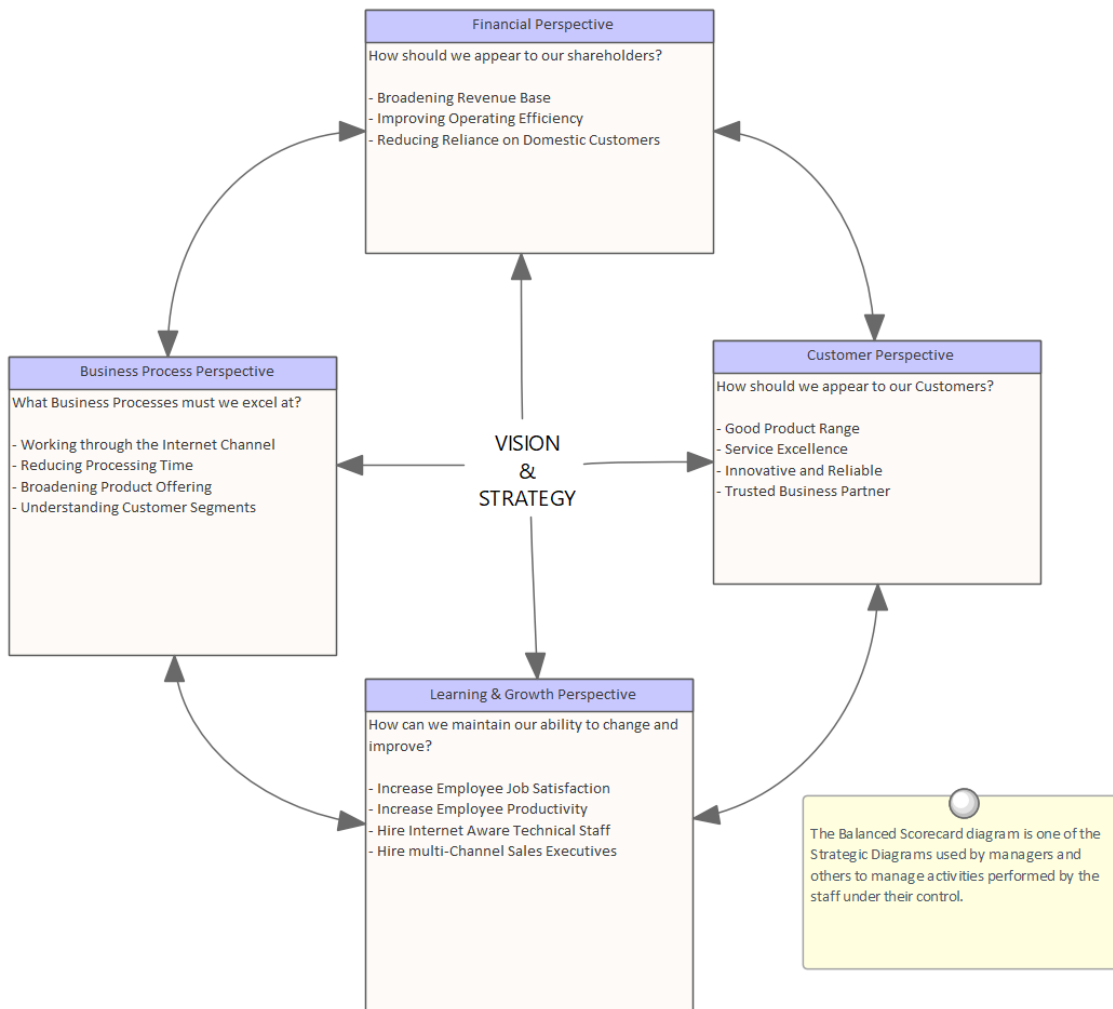 Financial Perspective
How should we appear to our shareholders?
- Broadening Revenue Base
- Improving Operating Efficiency
- Reducing Reliance on Domestic Customers
Business Process Perspective
What Business Processes must we excel at?
- Working through the Internet Channel
- Reducing Processing Time
- Broadening Product Offering
- Understanding Customer Segments
VISION
&
STRATEGY
Customer Perspective
How should we appear to our Customers?
- Good Product Range
- Service Excellence
- Innovative and Reliable
- Trusted Business Partner
Learning & Growth Perspective
How can we maintain our ability to change and
improve?
- Increase Employee Job Satisfaction
- Increase Employee Productivity
- Hire Internet Aware Technical Staff
- Hire multi-Channel Sales Executives
The Balanced Scorecard diagram is one of the
Strategic Diagrams used by managers and
others to manage activities performed by the
staff under their control.